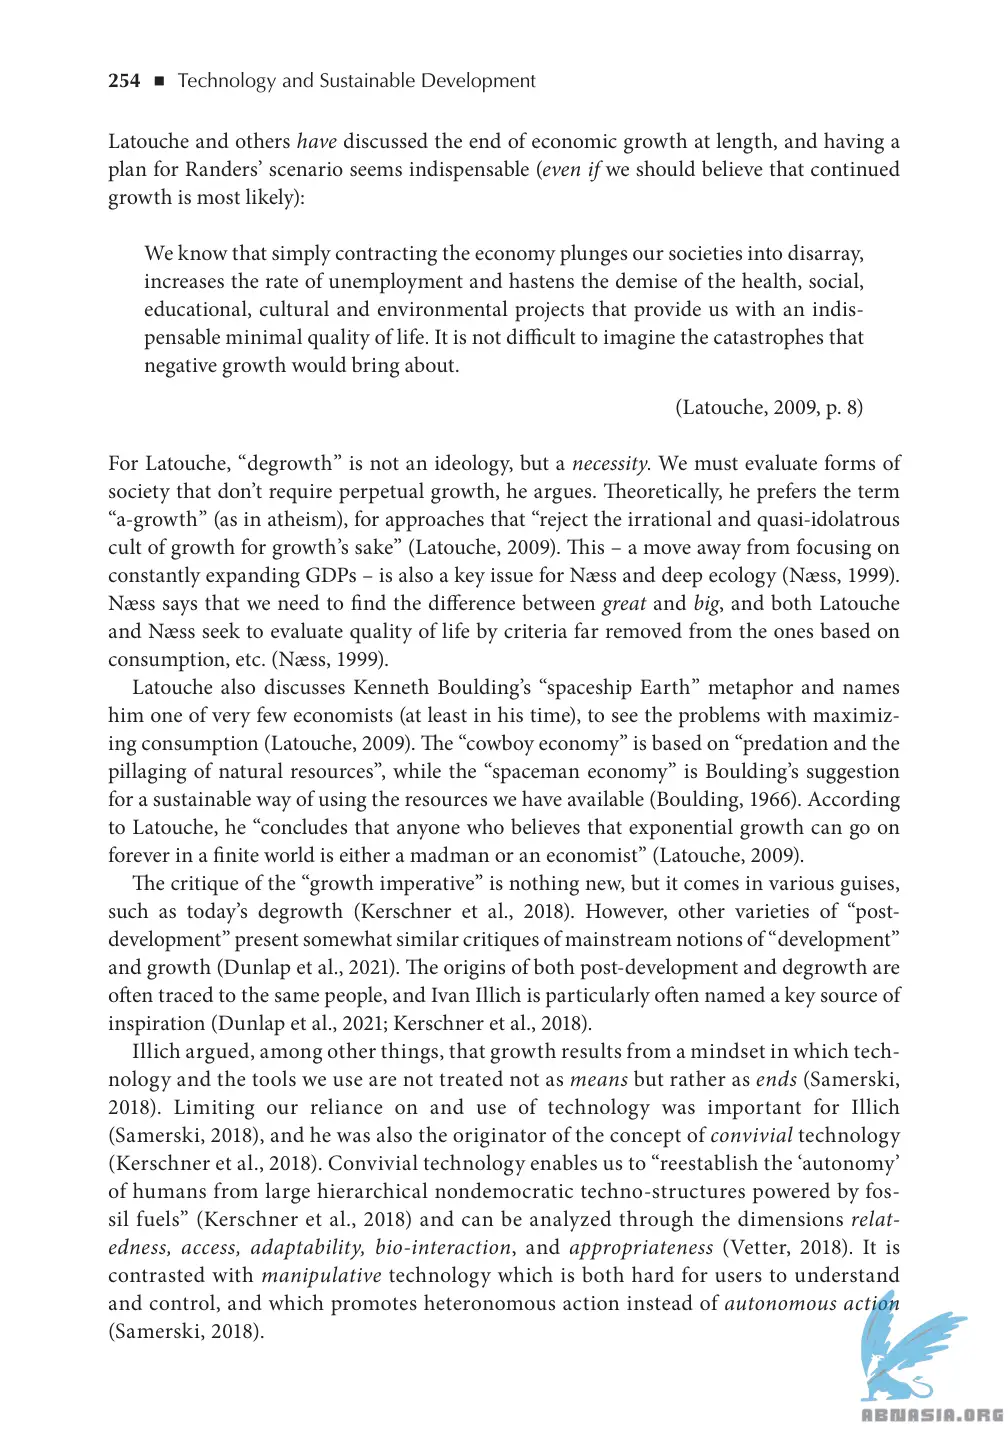 254 ■ Technology and Sustainable Development
Latouche and others have discussed the end of economic growth at length, and having a
plan for Randers’ scenario seems indispensable (even if we should believe that continued
growth is most likely):
We know that simply contracting the economy plunges our societies into disarray,
increases the rate of unemployment and hastens the demise of the health, social,
educational, cultural and environmental projects that provide us with an indis-
pensable minimal quality of life. It is not difficult to imagine the catastrophes that
negative growth would bring about.
(Latouche, 2009, p. 8)
For Latouche, “degrowth” is not an ideology, but a necessity. We must evaluate forms of
society that don’t require perpetual growth, he argues. Theoretically, he prefers the term
“a-growth” (as in atheism), for approaches that “reject the irrational and quasi-idolatrous
cult of growth for growth’s sake” (Latouche, 2009). This – a move away from focusing on
constantly expanding GDPs – is also a key issue for Næss and deep ecology (Næss, 1999).
Næss says that we need to find the difference between great and big, and both Latouche
and Næss seek to evaluate quality of life by criteria far removed from the ones based on
consumption, etc. (Næss, 1999).
Latouche also discusses Kenneth Boulding’s “spaceship Earth” metaphor and names
him one of very few economists (at least in his time), to see the problems with maximiz-
ing consumption (Latouche, 2009). The “cowboy economy” is based on “predation and the
pillaging of natural resources”, while the “spaceman economy” is Boulding’s suggestion
for a sustainable way of using the resources we have available (Boulding, 1966). According
to Latouche, he “concludes that anyone who believes that exponential growth can go on
forever in a finite world is either a madman or an economist” (Latouche, 2009).
The critique of the “growth imperative” is nothing new, but it comes in various guises,
such as today’s degrowth (Kerschner et al., 2018). However, other varieties of “post-
development” present somewhat similar critiques of mainstream notions of “development”
and growth (Dunlap et al., 2021). The origins of both post-development and degrowth are
often traced to the same people, and Ivan Illich is particularly often named a key source of
inspiration (Dunlap et al., 2021; Kerschner et al., 2018).
Illich argued, among other things, that growth results from a mindset in which tech-
nology and the tools we use are not treated not as means but rather as ends (Samerski,
2018). Limiting our reliance on and use of technology was important for Illich
(Samerski, 2018), and he was also the originator of the concept of convivial technology
(Kerschner et al., 2018). Convivial technology enables us to “reestablish the ‘autonomy’
of humans from large hierarchical nondemocratic techno-structures powered by fos-
sil fuels” (Kerschner et al., 2018) and can be analyzed through the dimensions relat-
edness, access, adaptability, bio-interaction, and appropriateness (Vetter, 2018). It is
contrasted with manipulative technology which is both hard for users to understand
and control, and which promotes heteronomous action instead of autonomous action
(Samerski, 2018).
ABNASIA.ORG